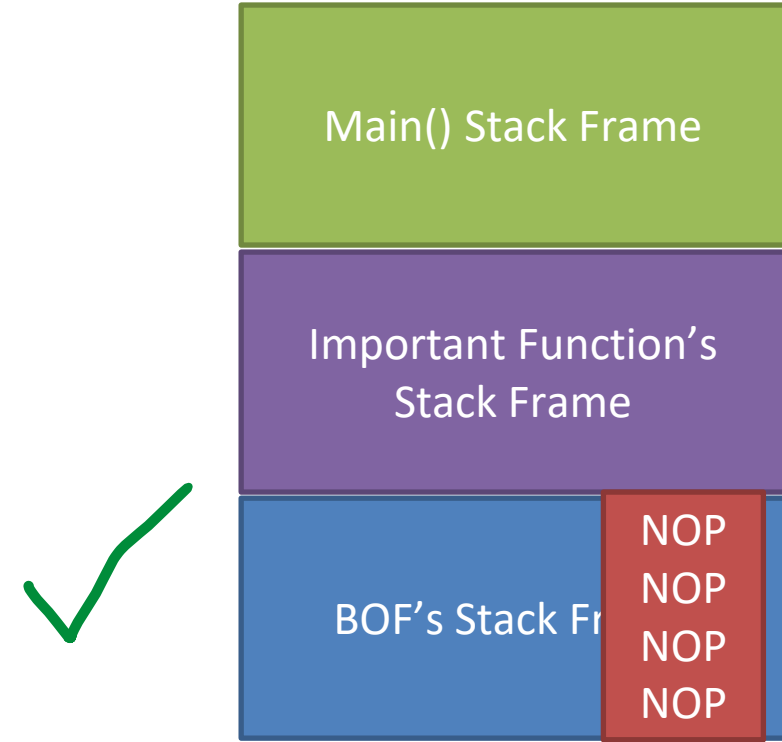 Main() Stack Frame
Important Function’s
Stack Frame
BOF’s Stack Fr
NOP
NOP
NOP
NOP